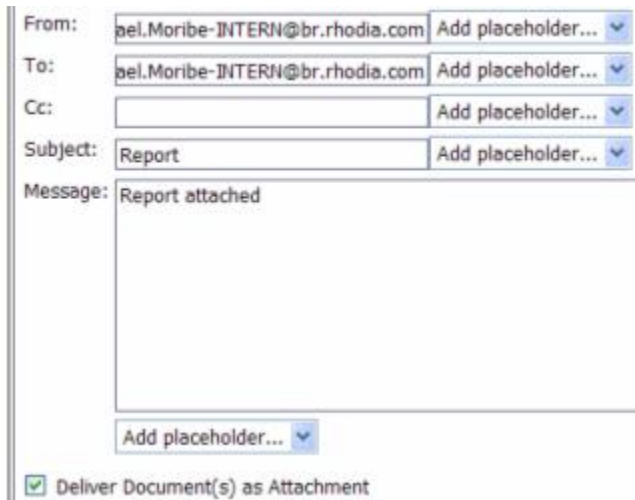 From: ael.Moribe-INTERN@br.rhodia.com Add placeholder...
To: ael.Moribe-INTERN@br.rhodia.com Add placeholder...
Cc: Add placeholder...
Subject: Report Add placeholder...
Message: Report attached
Add placeholder...
Deliver Document(s) as Attachment